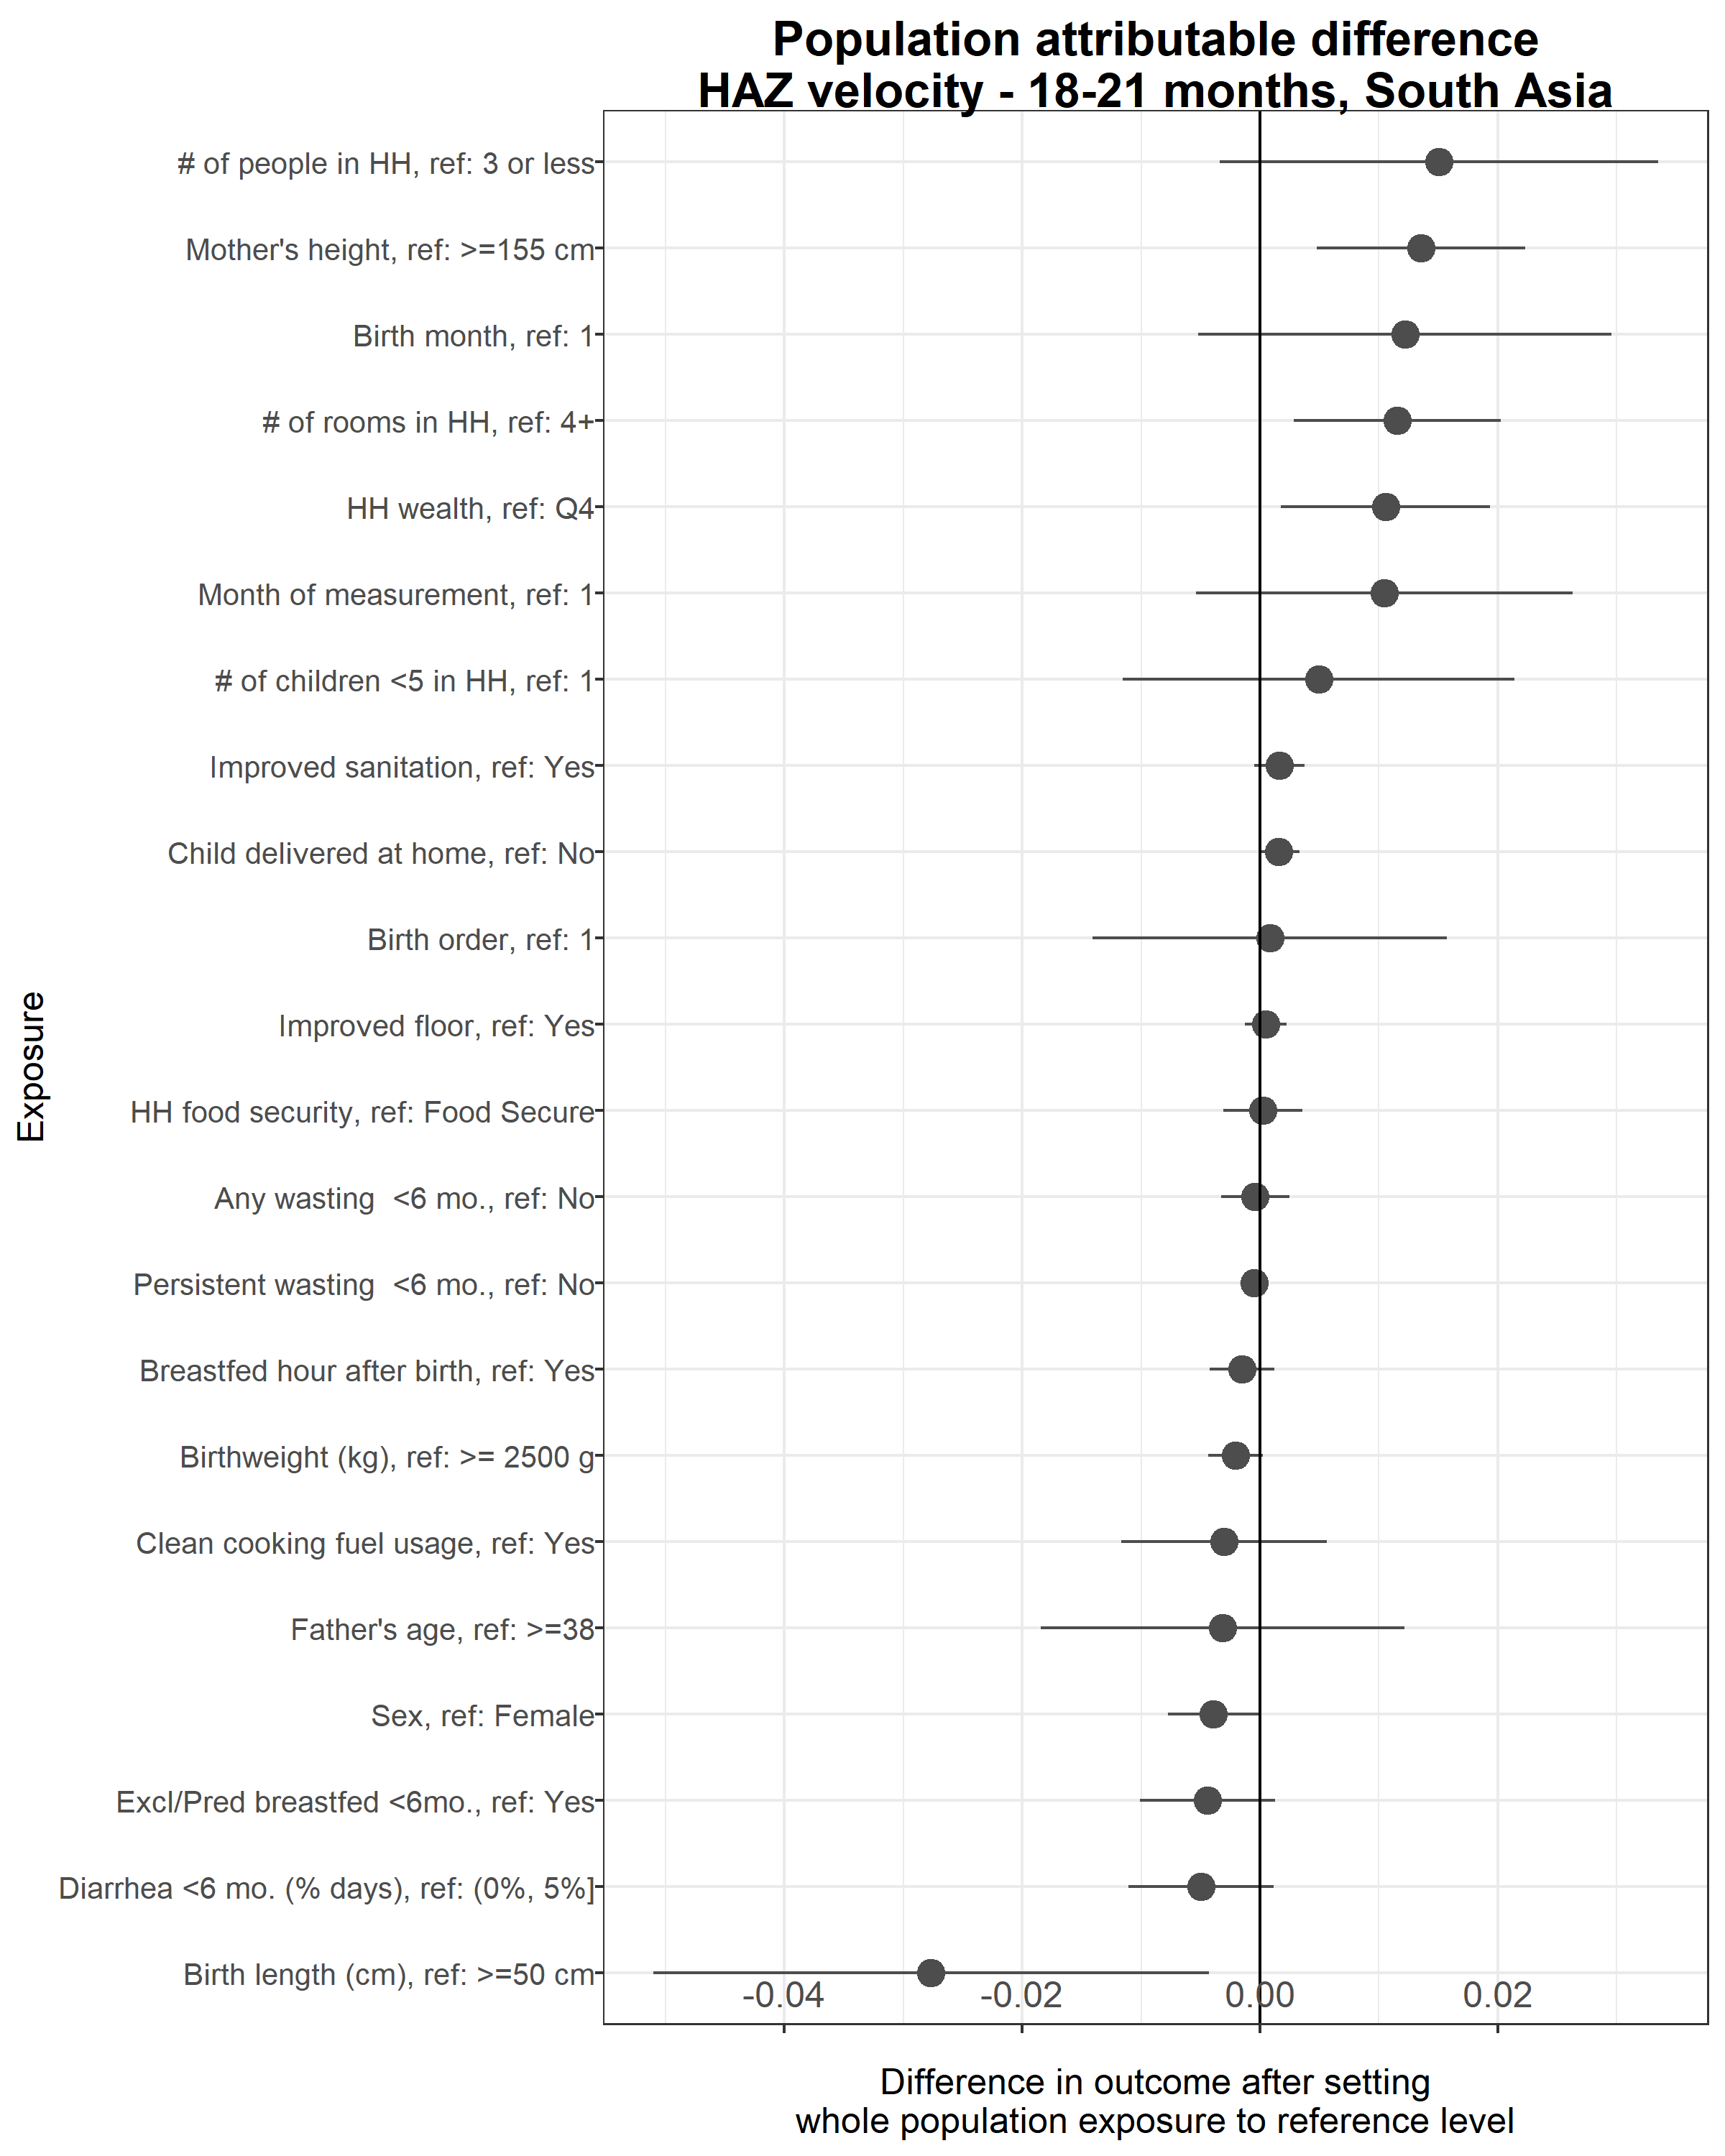 Population attributable difference
HAZ velocity - 18-21 months, South Asia
# of people in HH, ref: 3 or less
Mother's height, ref: >=155 cm
Birth month, ref: 1
# of rooms in HH, ref: 4+
HH wealth, ref: Q4
Month of measurement, ref: 1
# of children <5 in HH, ref: 1
Improved sanitation, ref: Yes
Child delivered at home, ref: No
Birth order, ref: 1
Improved floor, ref: Yes
HH food security, ref: Food Secure
Any wasting  <6 mo., ref: No
Persistent wasting  <6 mo., ref: No
Breastfed hour after birth, ref: Yes
Birthweight (kg), ref: >= 2500 g
Clean cooking fuel usage, ref: Yes
Father's age, ref: >=38
Sex, ref: Female
Excl/Pred breastfed <6mo., ref: Yes
Diarrhea <6 mo. (% days), ref: (0%, 5%]
Birth length (cm), ref: >=50 cm
Exposure
-0.04 -0.02 0.00 0.02
Difference in outcome after setting
whole population exposure to reference level